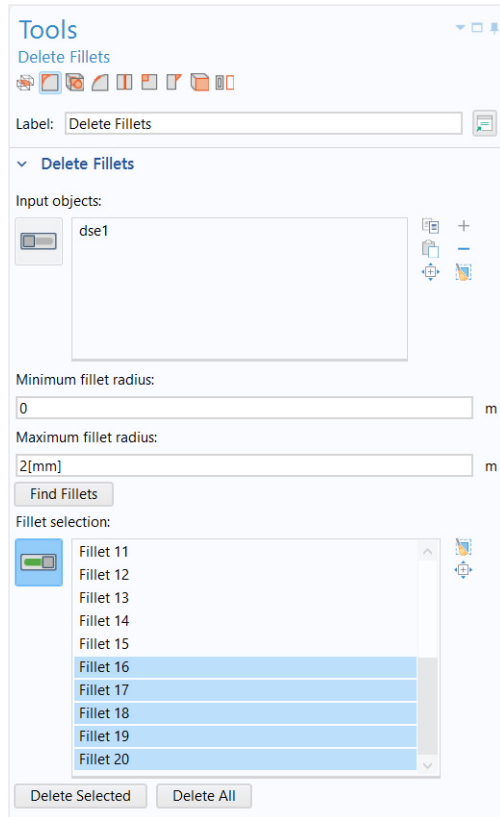 Tools
Delete Fillets
Label: Delete Fillets
Delete Fillets
Input objects:
dse1
Minimum fillet radius:
0 m
Maximum fillet radius:
2[mm] m
Find Fillets
Fillet selection:
Fillet 11
Fillet 12
Fillet 13
Fillet 14
Fillet 15
Fillet 16
Fillet 17
Fillet 18
Fillet 19
Fillet 20
Delete Selected Delete All